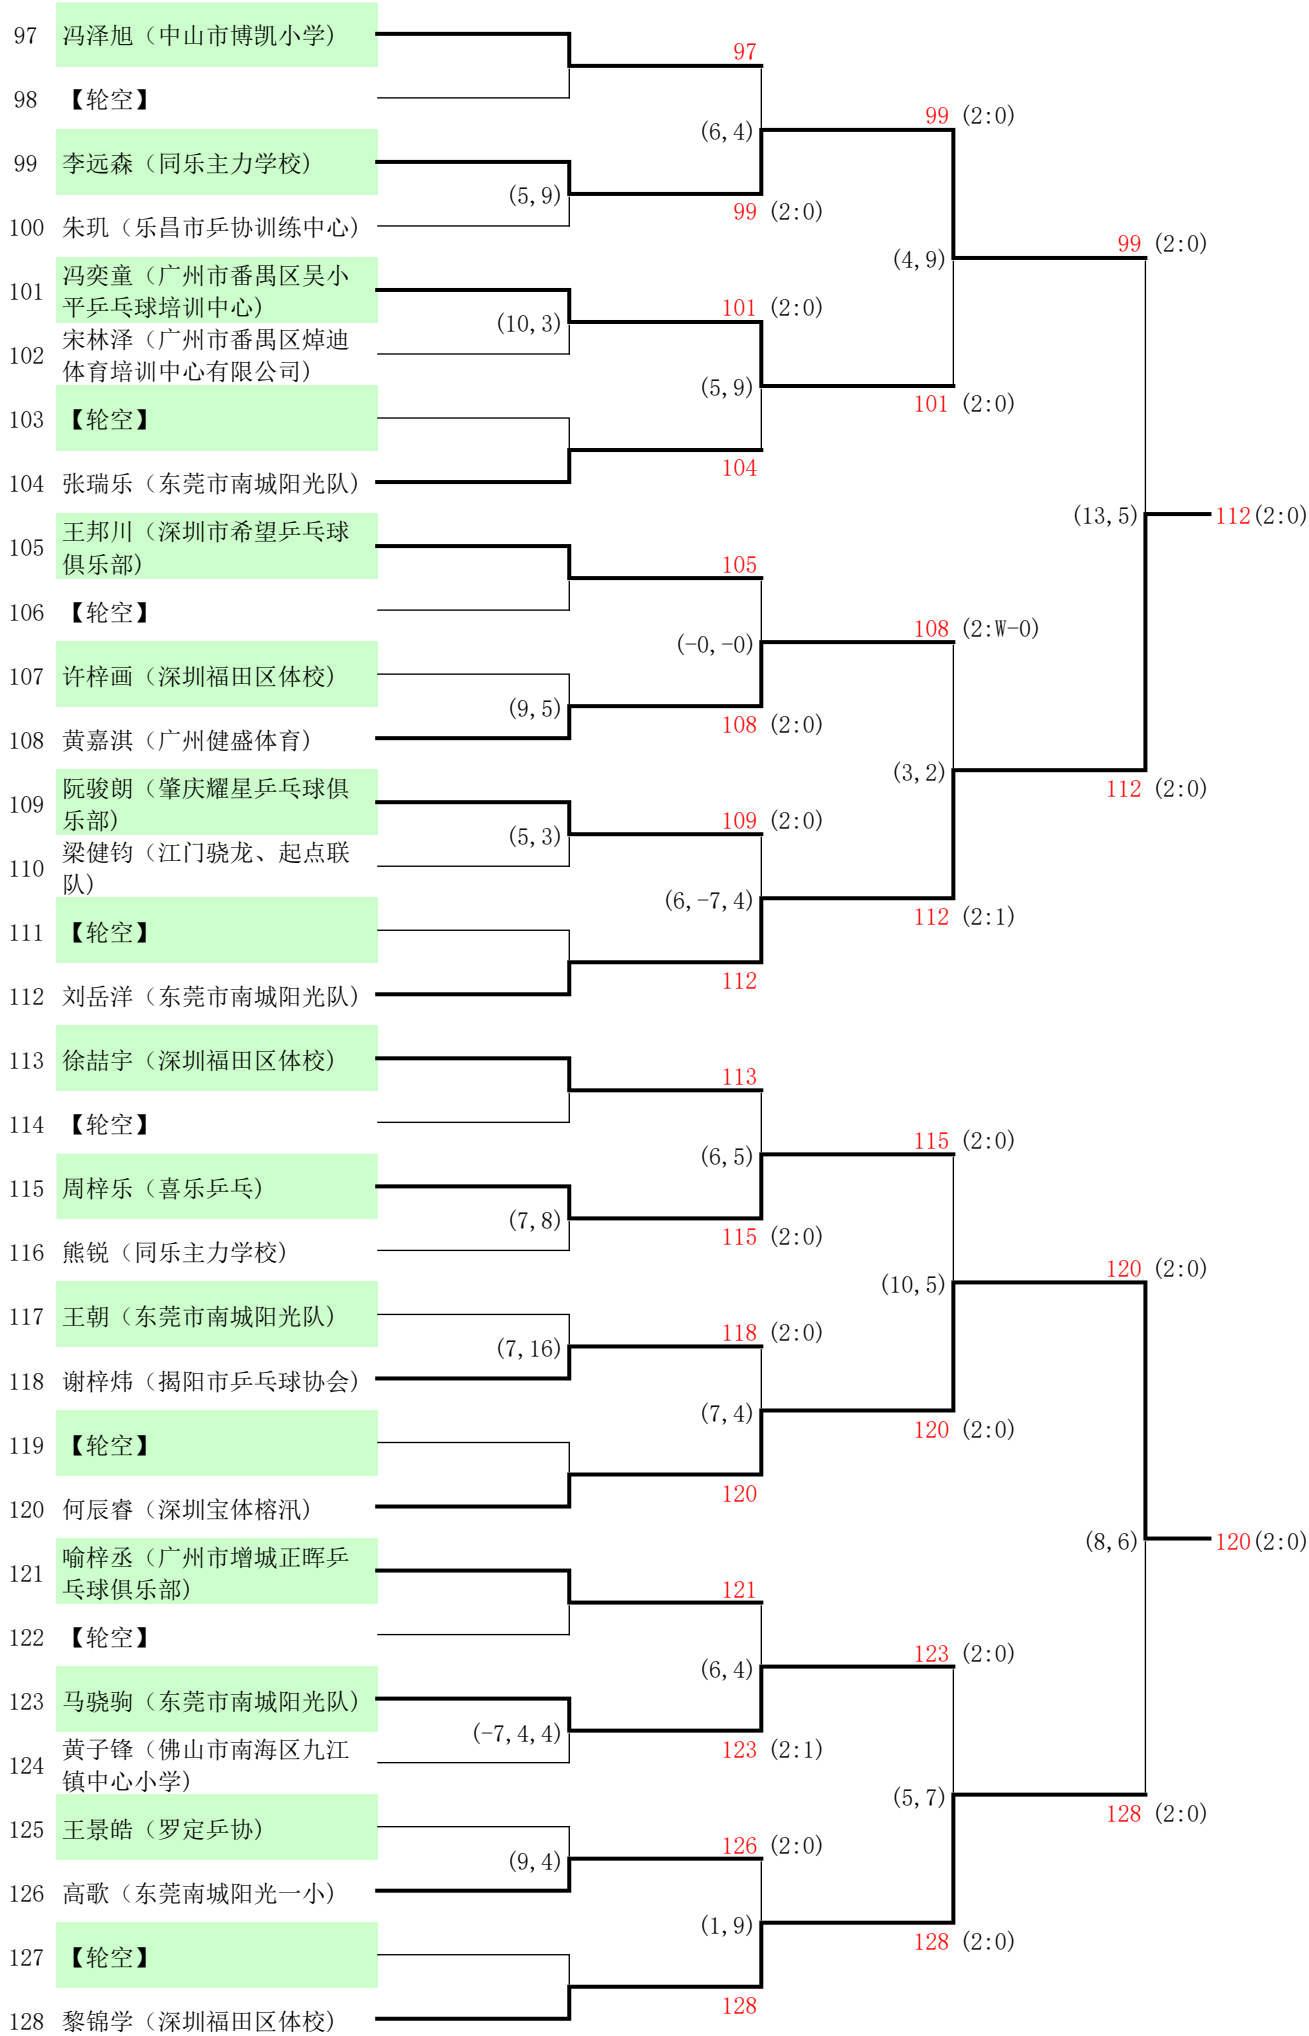 97 冯泽旭（中山市博凯小学）
97
98 【轮空】
99 (2:0)
(6,4)
99 李远森（同乐主力学校）
(5,9)
99 (2:0)
100 朱玑（乐昌市乒协训练中心）
99 (2:0)
(4,9)
101 冯奕童（广州市番禺区吴小
平乒乓球培训中心）
101 (2:0)
(10,3)
102 宋林泽（广州市番禺区焯迪
体育培训中心有限公司）
(5,9)
101 (2:0)
103 【轮空】
104
104 张瑞乐（东莞市南城阳光队）
(13,5)
112(2:0)
105 王邦川（深圳市希望乒乓球
俱乐部）
105
106 【轮空】
108 (2:W-0)
(-0,-0)
107 许梓画（深圳福田区体校）
(9,5)
108 (2:0)
108 黄嘉淇（广州健盛体育）
(3,2)
112 (2:0)
109 阮骏朗（肇庆耀星乒乓球俱
乐部）
109 (2:0)
(5,3)
110 梁健钧（江门骁龙、起点联
队）
(6,-7,4)
112 (2:1)
111 【轮空】
112
112 刘岳洋（东莞市南城阳光队）
113 徐喆宇（深圳福田区体校）
113
114 【轮空】
115 (2:0)
(6,5)
115 周梓乐（喜乐乒乓）
(7,8)
115 (2:0)
116 熊锐（同乐主力学校）
120 (2:0)
(10,5)
117 王朝（东莞市南城阳光队）
118 (2:0)
(7,16)
118 谢梓炜（揭阳市乒乓球协会）
(7,4)
120 (2:0)
119 【轮空】
120
120 何辰睿（深圳宝体榕汛）
(8,6)
120(2:0)
121 喻梓丞（广州市增城正晖乒
乓球俱乐部）
121
122 【轮空】
123 (2:0)
(6,4)
123 马骁驹（东莞市南城阳光队）
(-7,4,4)
123 (2:1)
124 黄子锋（佛山市南海区九江
镇中心小学）
(5,7)
128 (2:0)
125 王景皓（罗定乒协）
126 (2:0)
(9,4)
126 高歌（东莞南城阳光一小）
(1,9)
128 (2:0)
127 【轮空】
128
128 黎锦学（深圳福田区体校）